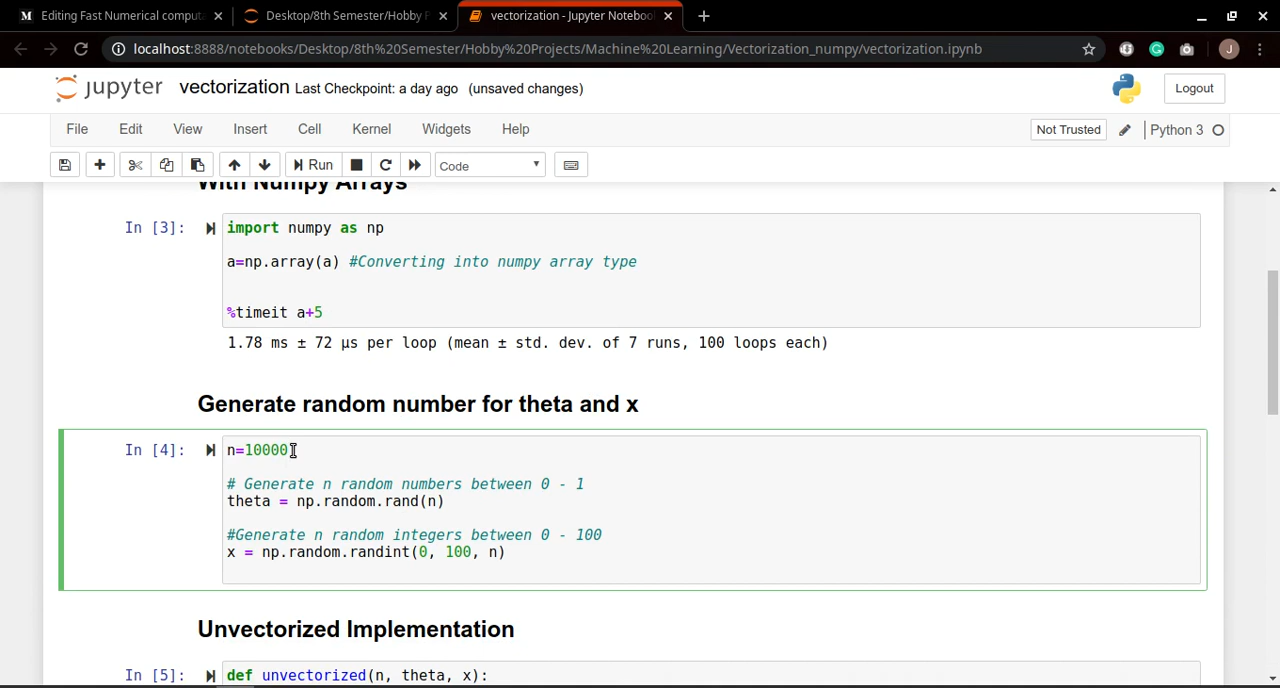 Editing Fast Numerical computa
Desktop/8th Semester/Hobby P
vectorization - Jupyter Notebook
localhost:8888/notebooks/Desktop/8th%20Semester/Hobby%20Projects/Machine%20Learning/Vectorization_numpy/vectorization.ipynb
jupyter vectorization Last Checkpoint: a day ago (unsaved changes)
Logout
File Edit View Insert Cell Kernel Widgets Help
Not Trusted
Python 3
Run
Code
With Numpy Arrays
In [3]: import numpy as np
a=np.array(a) #Converting into numpy array type
%timeit a+5
1.78 ms ± 72 µs per loop (mean ± std. dev. of 7 runs, 100 loops each)
Generate random number for theta and x
In [4]: n=10000
# Generate n random numbers between 0 - 1
theta = np.random.rand(n)
#Generate n random integers between 0 - 100
x = np.random.randint(0, 100, n)
Unvectorized Implementation
In [5]: def unvectorized(n, theta, x):